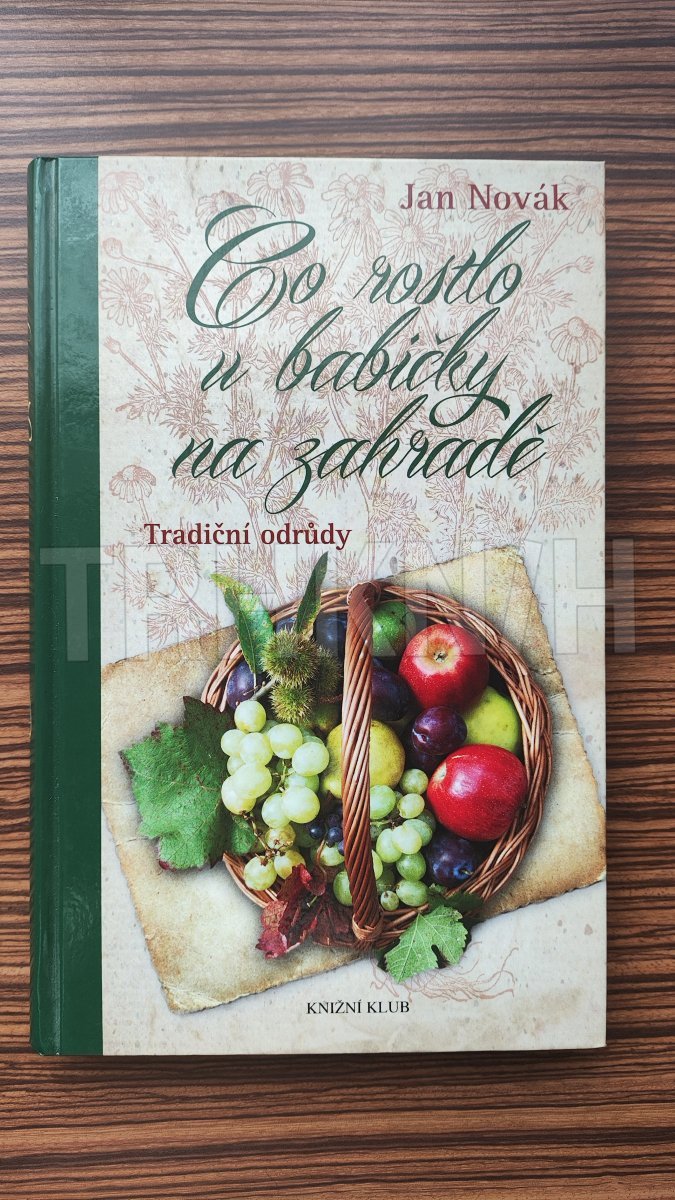 Jan Novák
Co rostlo
u babičky
na zahradě
Tradiční odrůdy
KNIŽNÍ KLUB